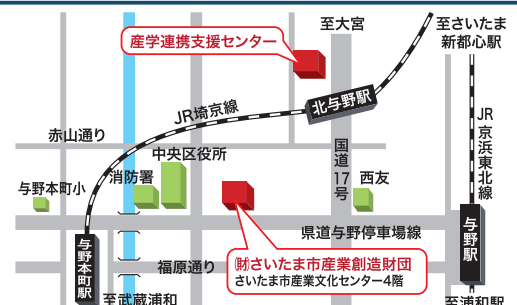 至大宮
至さいたま
新都心駅
産学連携支援センター
北与野駅
JR埼京線
赤山通り
国道17号
JR京浜東北線
中央区役所
消防署
与野本町小
西友
県道与野停車場線
与野駅
与野本町駅
福原通り
㈶さいたま市産業創造財団
さいたま市産業文化センター4階
至武蔵浦和
至浦和駅